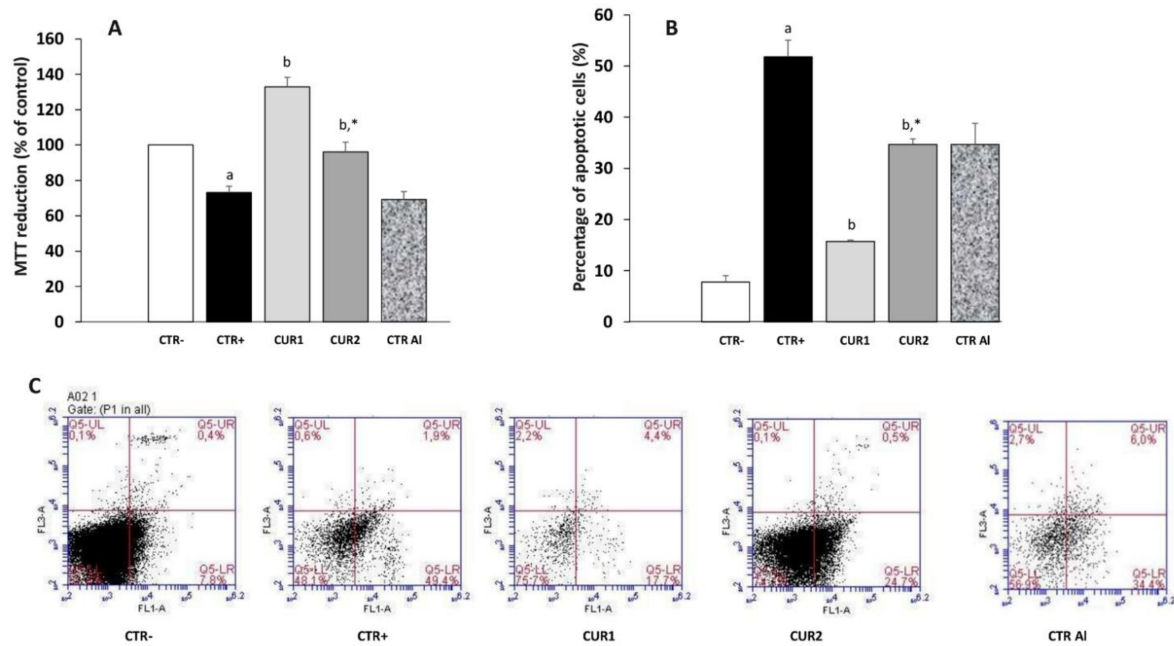 A
160
140
120
100
80
60
40
20
0
MTT reduction (% of control)
a
b
b,*
CTR-
CTR+
CUR1
CUR2
CTR Al
B
60
50
40
30
20
10
0
Percentage of apoptotic cells (%)
a
b
b,*
CTR-
CTR+
CUR1
CUR2
CTR Al
C
A02 1
Gate: (P1 in all)
Q5-UL
0,1%
Q5-UR
0,4%
Q5-LR
7,8%
FL3-A
FL1-A
CTR-
Q5-UL
0,6%
Q5-UR
1,9%
Q5-LL
48,1%
Q5-LR
49,4%
FL3-A
FL1-A
CTR+
Q5-UL
2,2%
Q5-UR
4,4%
Q5-LL
75,7%
Q5-LR
17,7%
FL3-A
FL1-A
CUR1
Q5-UL
0,1%
Q5-UR
0,5%
Q5-LR
24,7%
FL3-A
FL1-A
CUR2
Q5-UL
2,7%
Q5-UR
6,0%
Q5-LL
56,9%
Q5-LR
34,4%
FL3-A
FL1-A
CTR Al